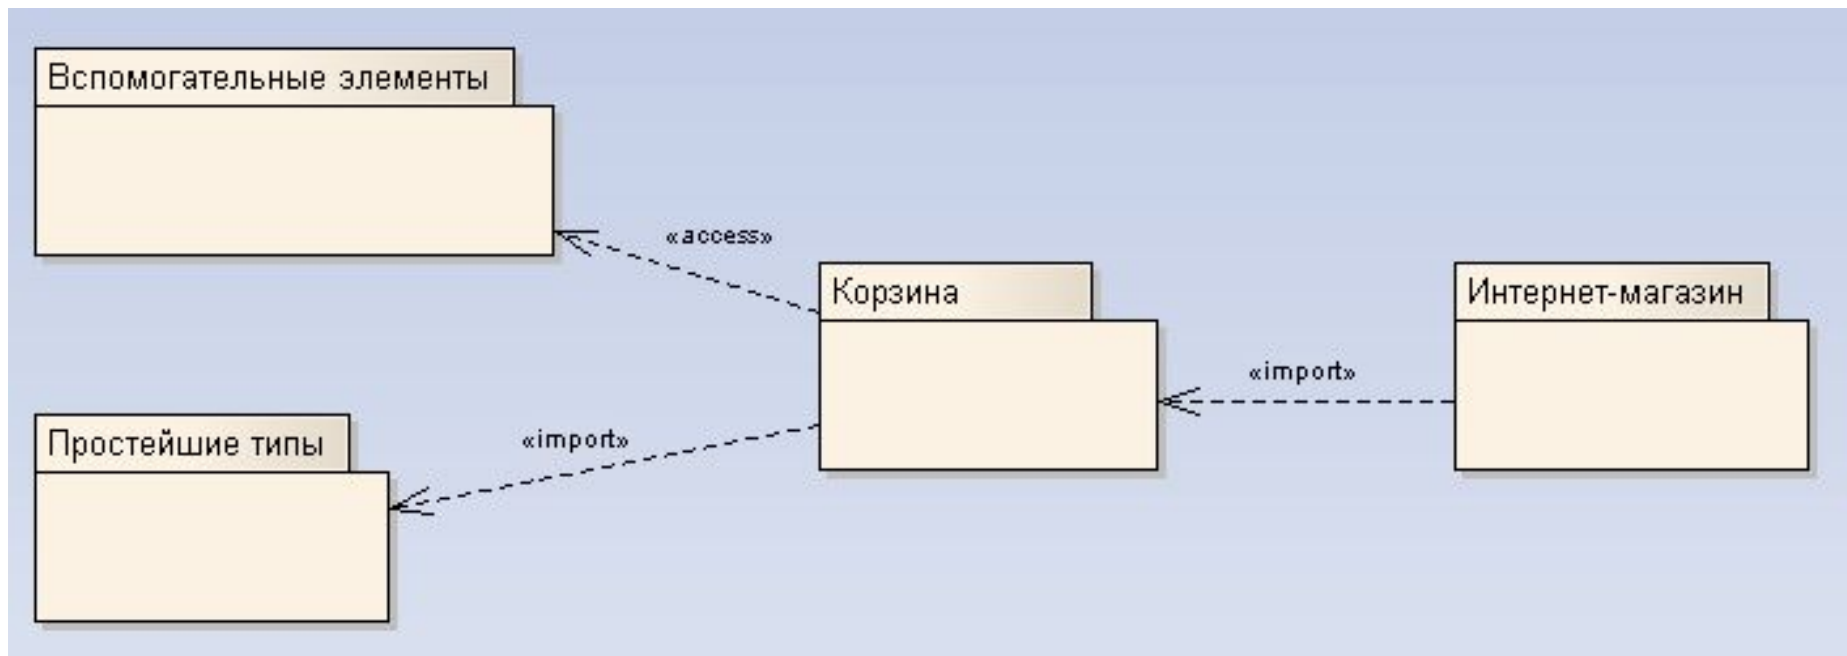 Вспомогательные элементы
«access»
Корзина
Интернет-магазин
«import»
Простейшие типы
«import»